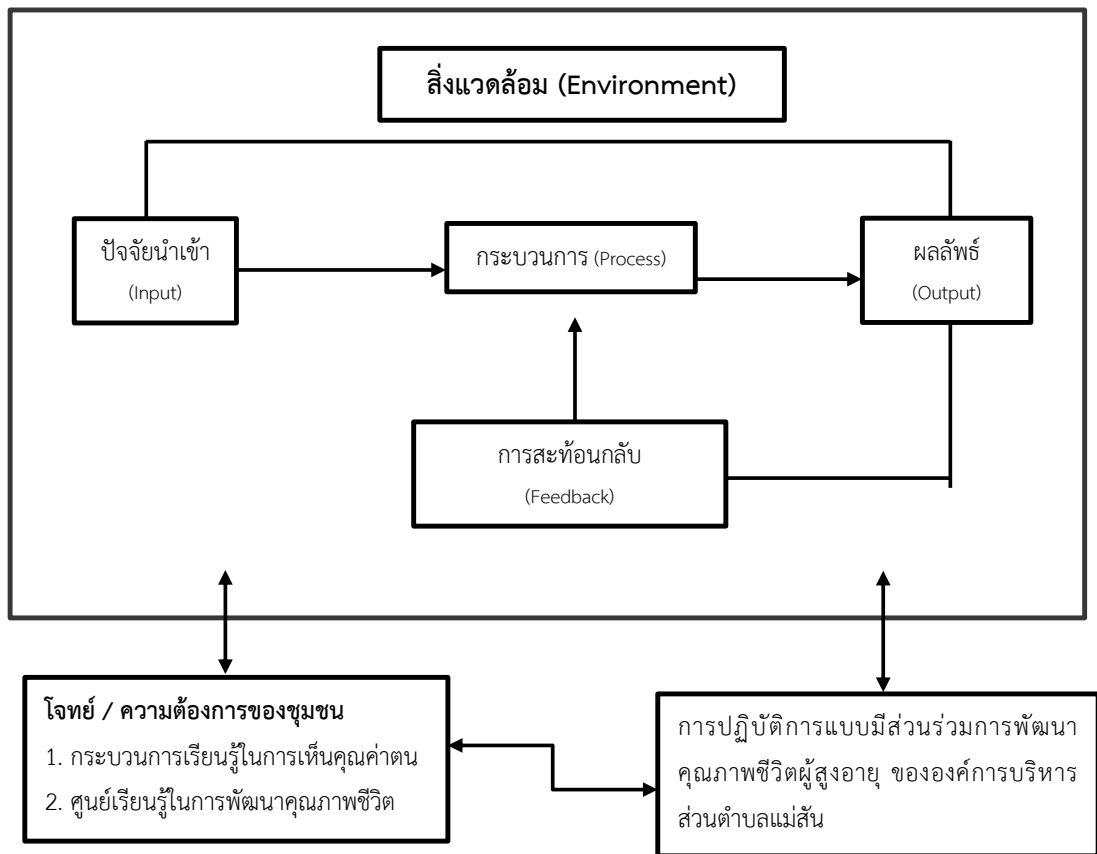 สิ่งแวดล้อม (Environment)
ปัจจัยนำเข้า
(Input)
กระบวนการ (Process)
ผลลัพธ์
(Output)
การสะท้อนกลับ
(Feedback)
โจทย์ / ความต้องการของชุมชน
1. กระบวนการเรียนรู้ในการเห็นคุณค่าตน
2. ศูนย์เรียนรู้ในการพัฒนาคุณภาพชีวิต
การปฏิบัติการแบบมีส่วนร่วมการพัฒนา
คุณภาพชีวิตผู้สูงอายุ ขององค์การบริหาร
ส่วนตำบลแม่สัน